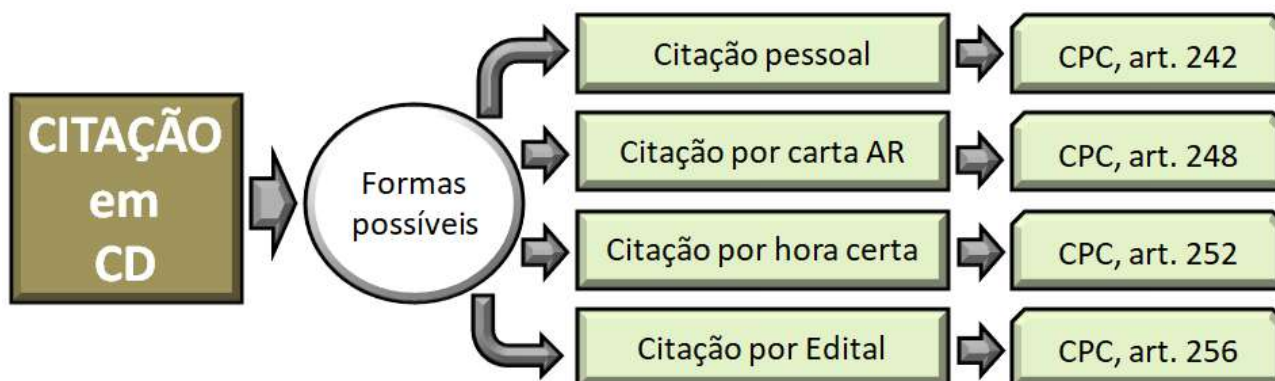 CITAÇÃO
em
CD
Formas
possíveis
Citação pessoal
CPC, art. 242
Citação por carta AR
CPC, art. 248
Citação por hora certa
CPC, art. 252
Citação por Edital
CPC, art. 256